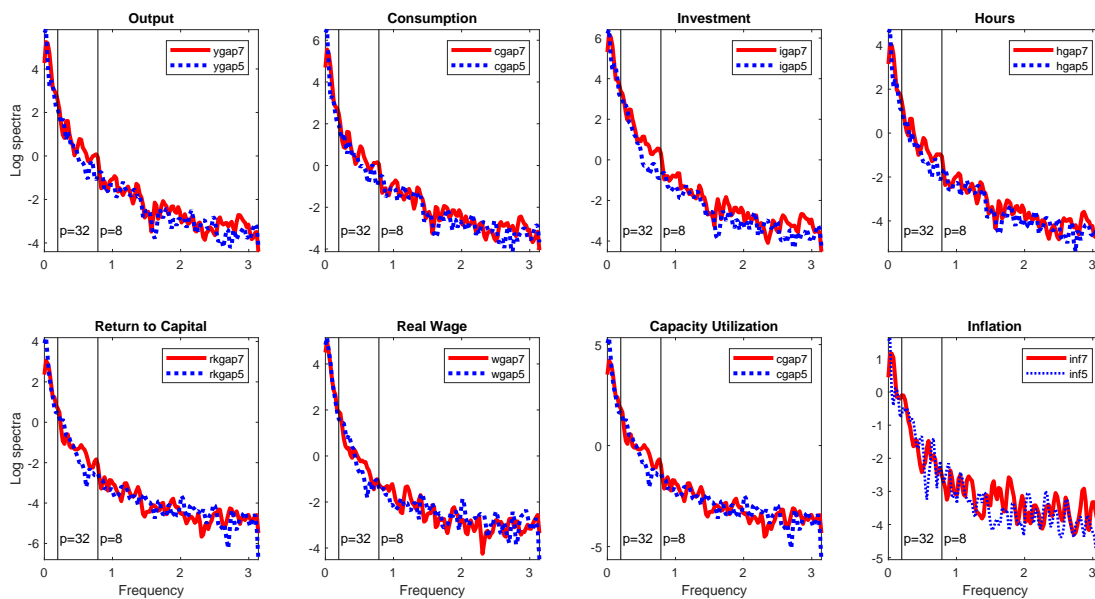 Output
Consumption
Investment
Hours
Log spectra
4
2
0
-2
-4
0
1
2
3
p=32
p=8
ygap7
ygap5
6
4
2
0
-2
-4
0
1
2
3
p=32
p=8
cgap7
cgap5
6
4
2
0
-2
-4
0
1
2
3
p=32
p=8
igap7
igap5
4
2
0
-2
-4
0
1
2
3
p=32
p=8
hgap7
hgap5
Return to Capital
Real Wage
Capacity Utilization
Inflation
Log spectra
4
2
0
-2
-4
-6
0
1
2
3
p=32
p=8
rkgap7
rkgap5
Frequency
4
2
0
-2
-4
0
1
2
3
p=32
p=8
wgap7
wgap5
Frequency
5
0
-5
0
1
2
3
p=32
p=8
cgap7
cgap5
Frequency
1
0
-1
-2
-3
-4
-5
0
1
2
3
p=32
p=8
inf7
inf5
Frequency